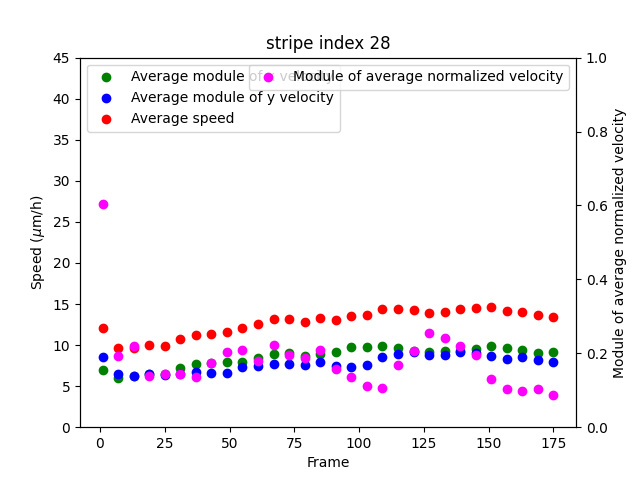 stripe index 28
Average module of
velocity
Average module of y velocity
Average speed
Module of average normalized velocity
45
40
35
30
25
20
15
10
5
0
Speed (μm/h)
1.0
0.8
0.6
0.4
0.2
0.0
Module of average normalized velocity
0
25
50
75
100
125
150
175
Frame